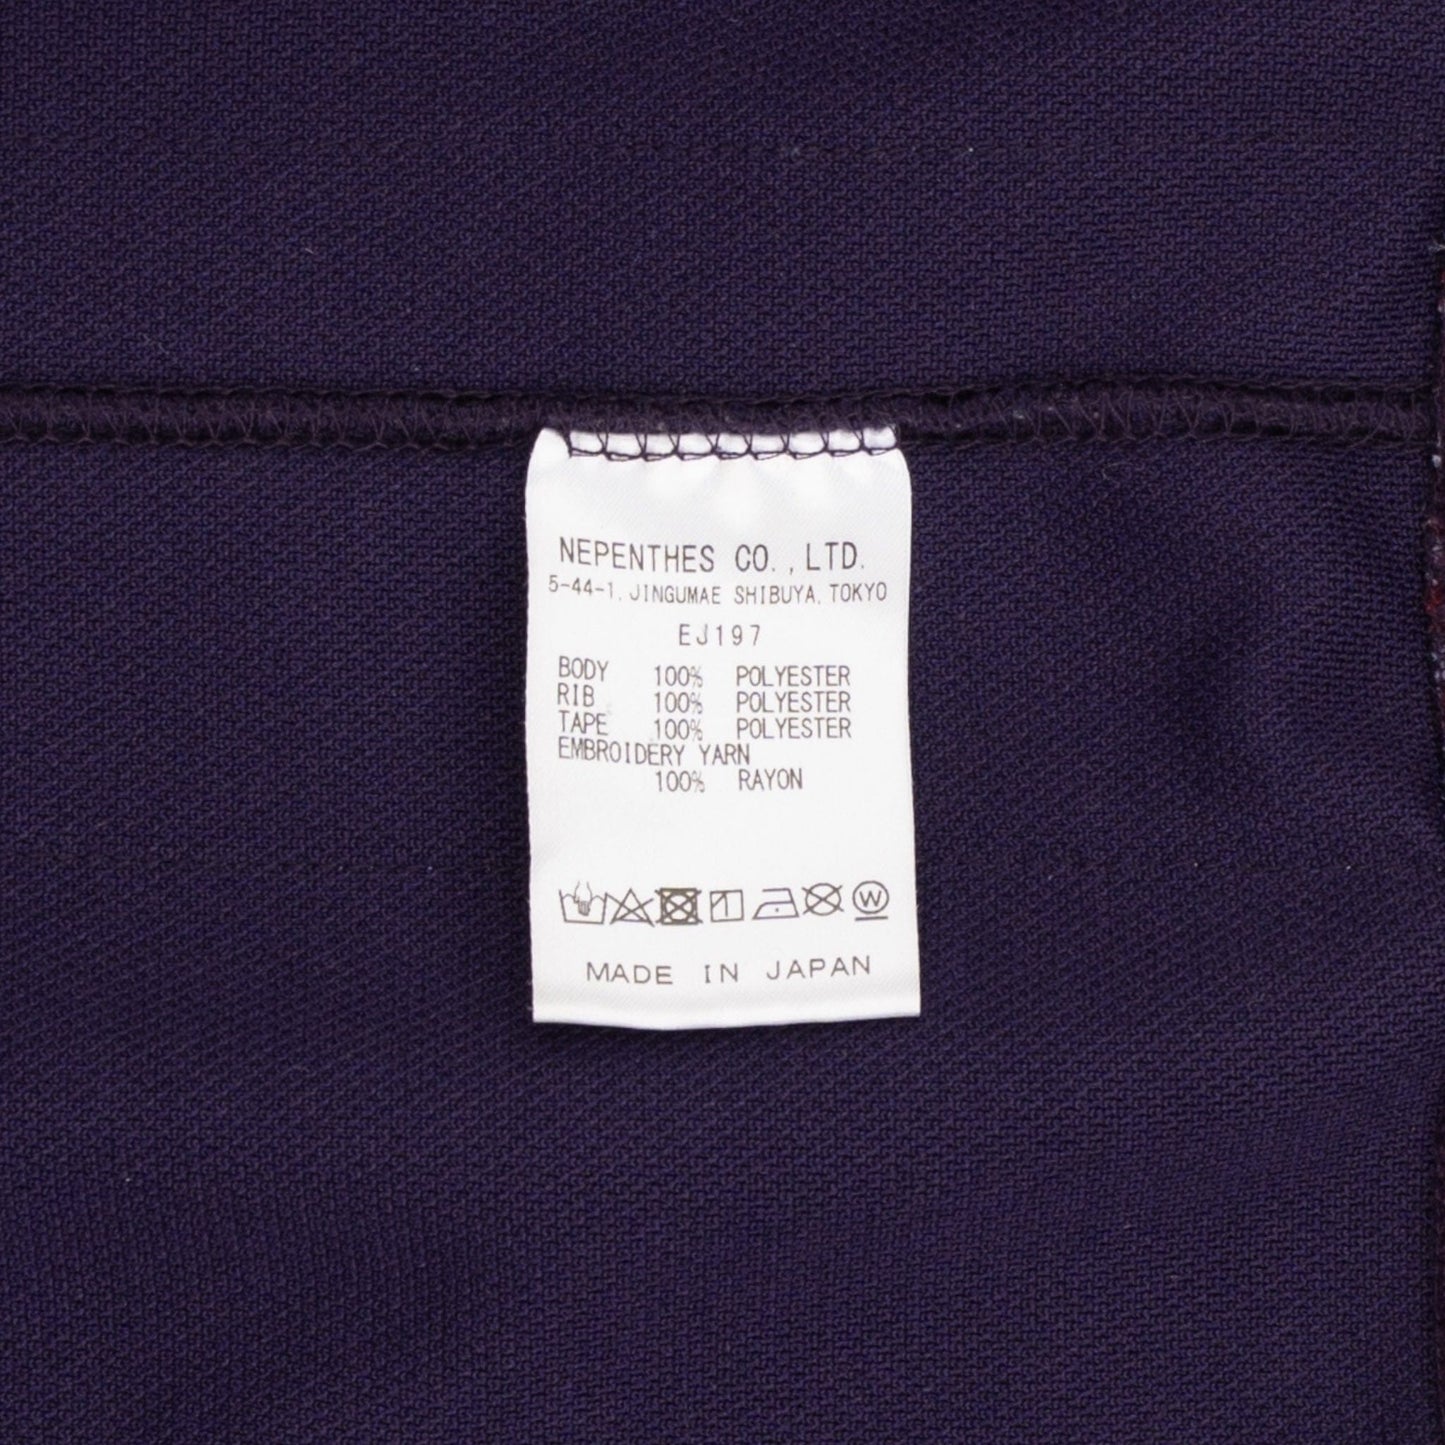 NEPENTHES CO., LTD.
5-44-1, JINGUMAE SHIBUYA, TOKYO
EJ197
BODY 100% POLYESTER
RIB 100% POLYESTER
TAPE 100% POLYESTER
EMBROIDERY YARN
100% RAYON
W
MADE IN JAPAN